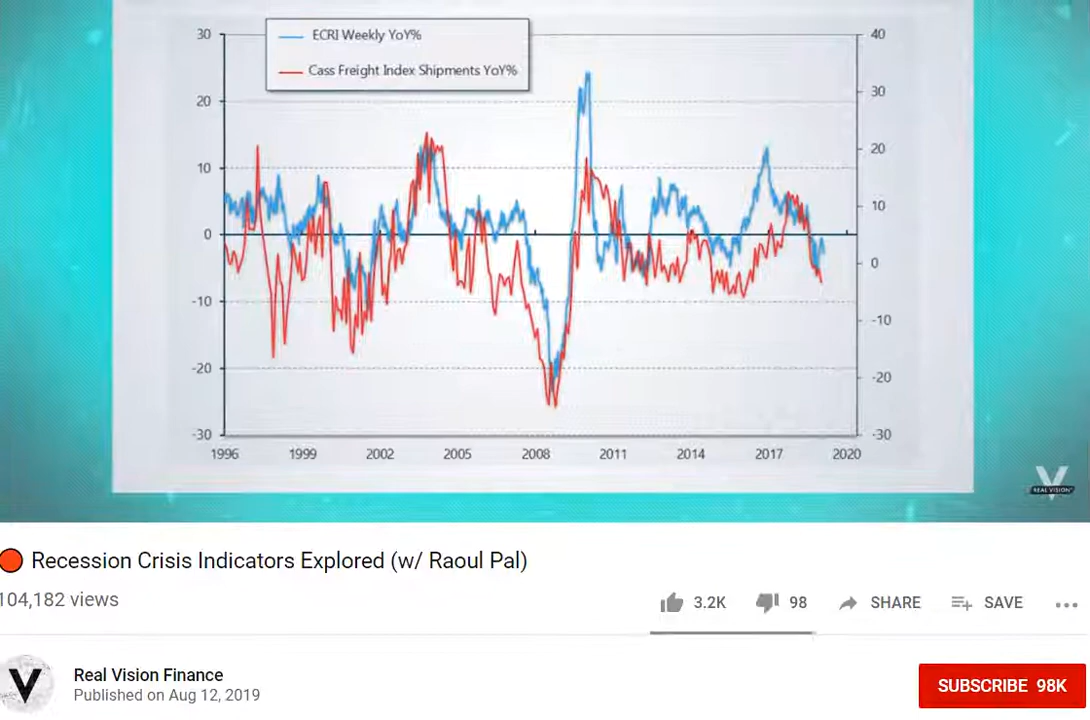 ECRI Weekly YoY%
Cass Freight Index Shipments YoY%
30
20
10
0
-10
-20
-30
40
30
20
10
0
-10
-20
-30
1996 1999 2002 2005 2008 2011 2014 2017 2020
REAL VISION
Recession Crisis Indicators Explored (w/ Raoul Pal)
104,182 views
3.2K 98 SHARE SAVE
Real Vision Finance
Published on Aug 12, 2019
SUBSCRIBE 98K